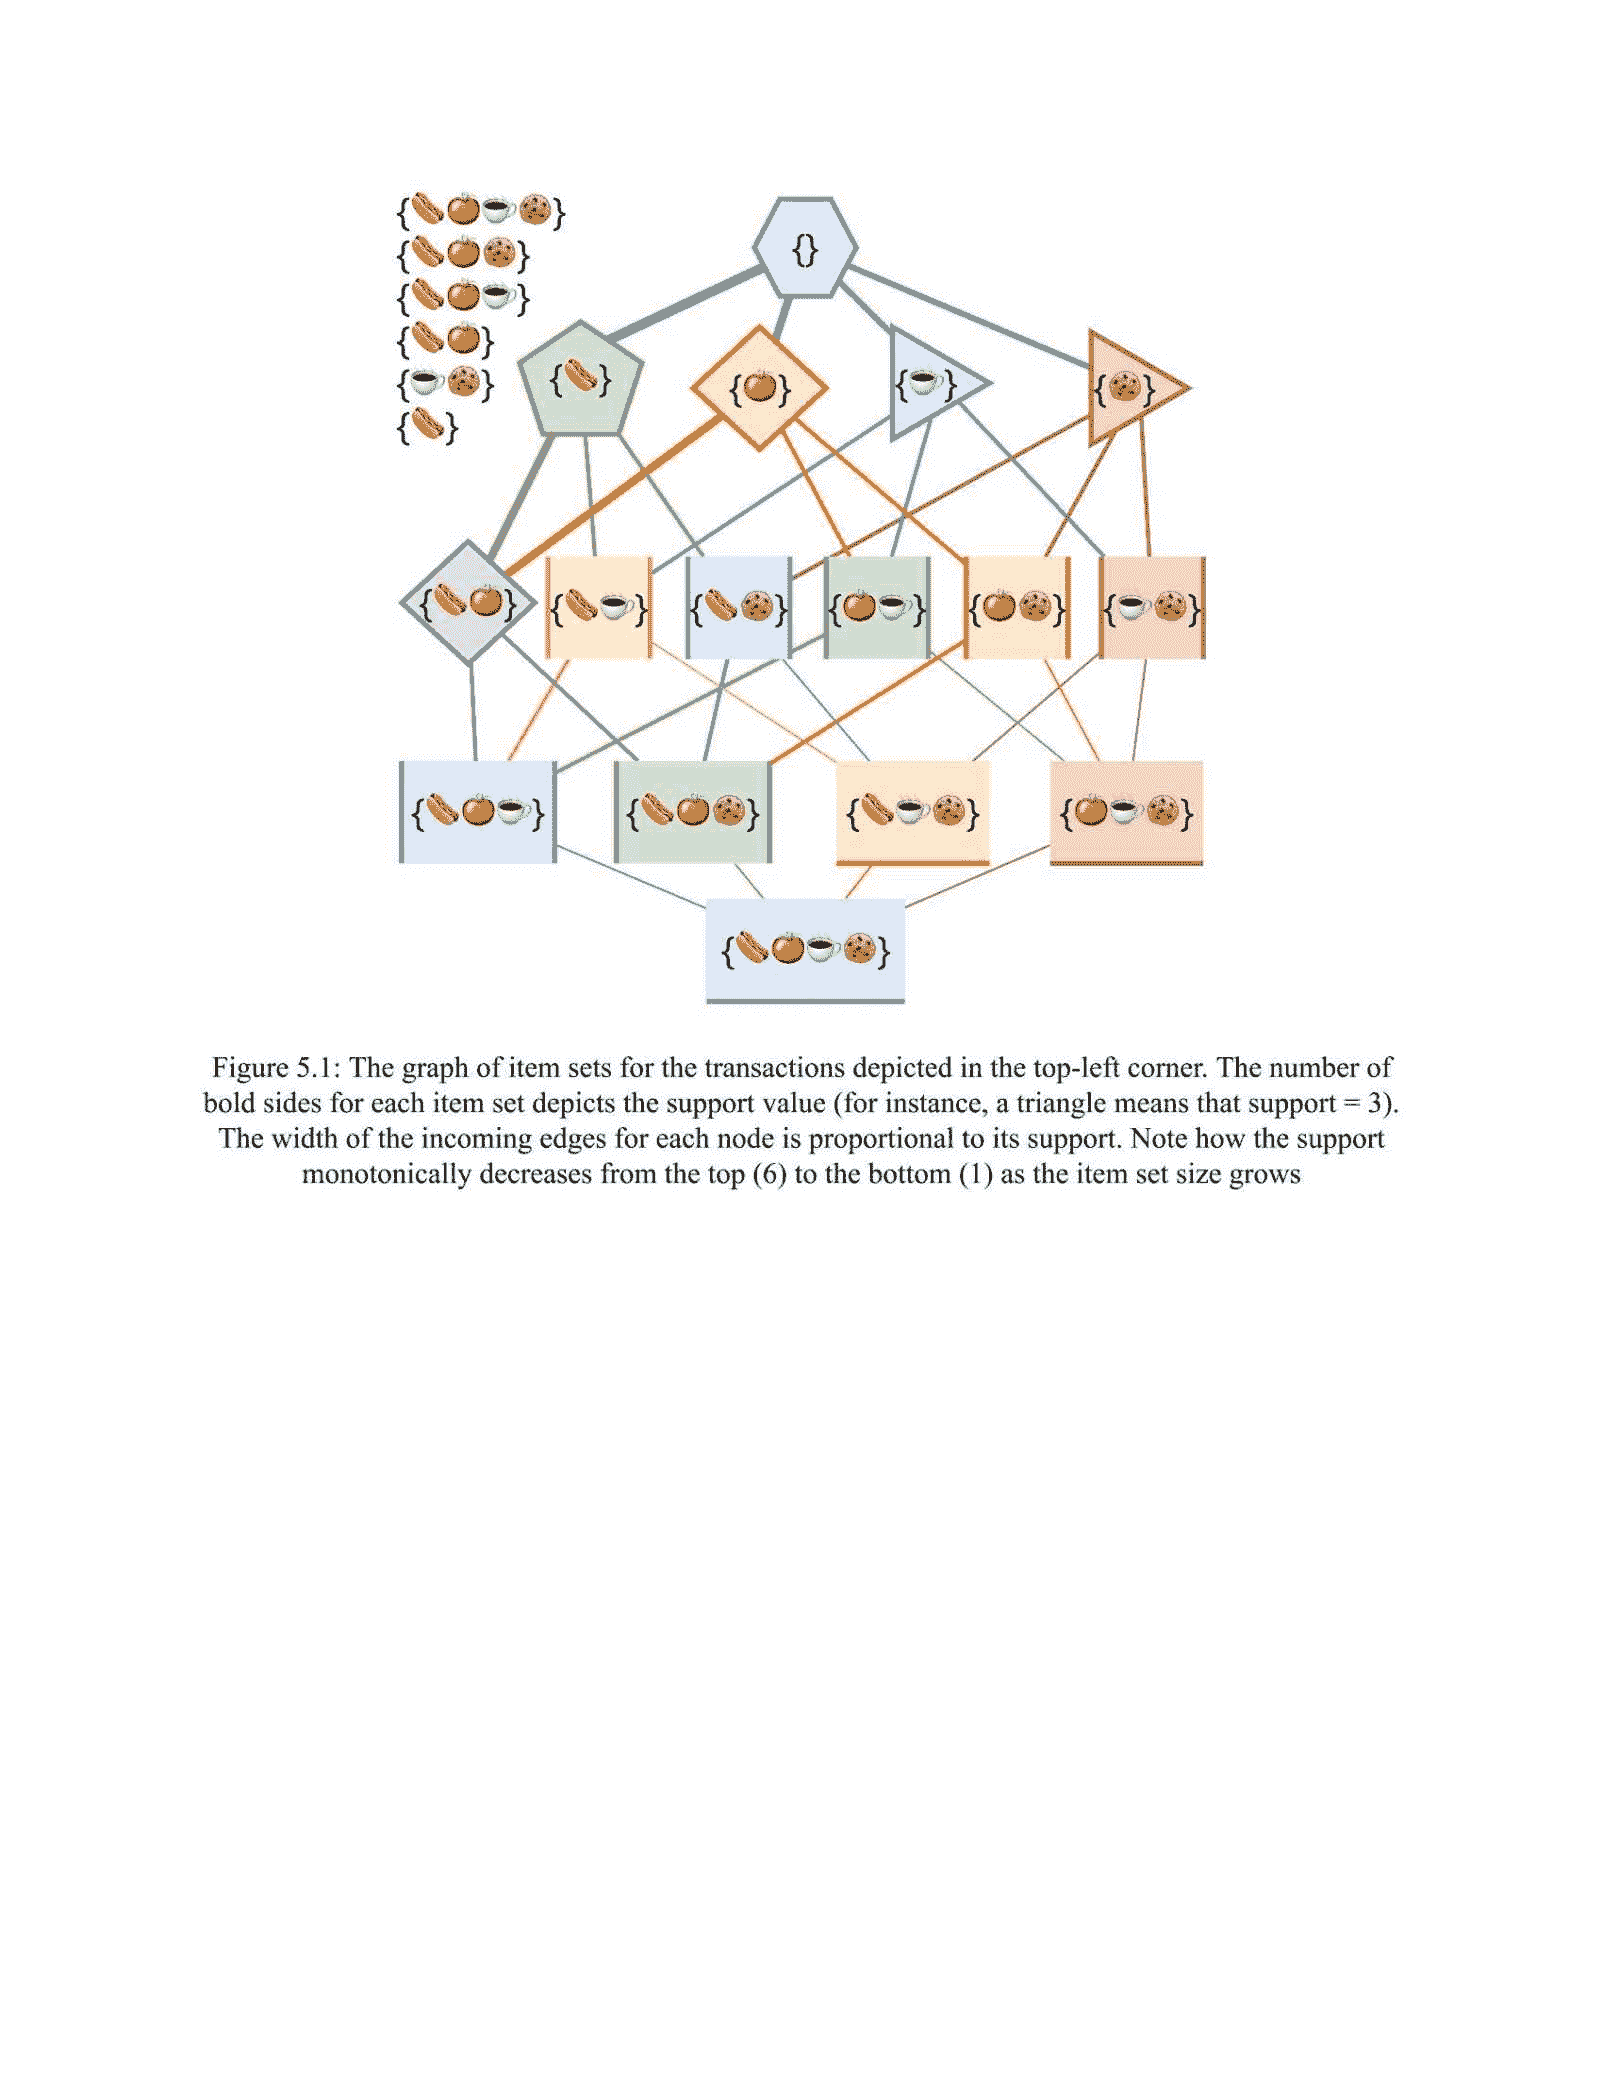 {}
Figure 5.1: The graph of item sets for the transactions depicted in the top-left corner. The number of
bold sides for each item set depicts the support value (for instance, a triangle means that support = 3).
The width of the incoming edges for each node is proportional to its support. Note how the support
monotonically decreases from the top (6) to the bottom (1) as the item set size grows